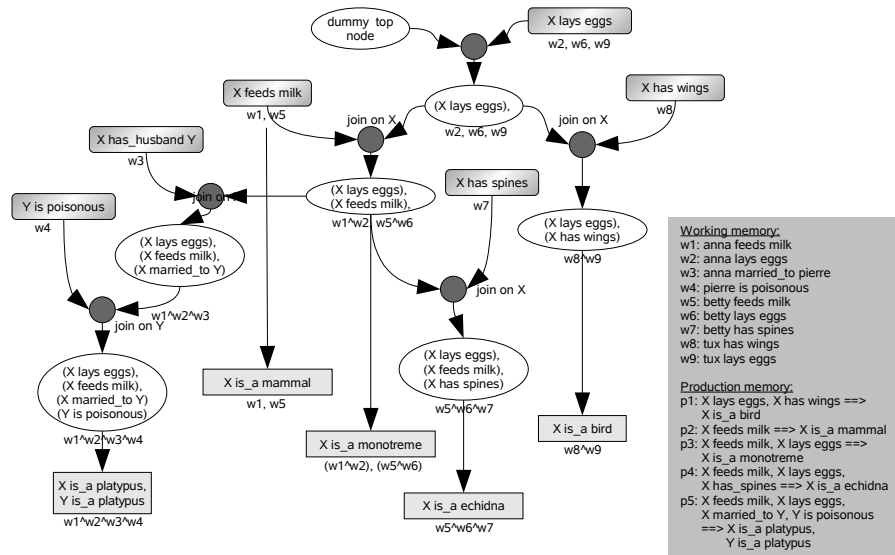 dummy top
node
X lays eggs
w2, w6, w9
X feeds milk
w1, w5
X has wings
w8
join on X
(X lays eggs),
w2, w6, w9
join on X
X has_husband Y
w3
join on
(X lays eggs),
(X feeds milk),
w1^w2, w5^w6
X has spines
w7
Y is poisonous
w4
(X lays eggs),
(X has wings)
w8^w9
(X lays eggs),
(X feeds milk),
(X married_to Y)
w1^w2^w3
join on X
join on Y
(X lays eggs),
(X feeds milk),
(X has spines)
w5^w6^w7
(X lays eggs),
(X feeds milk),
(X married_to Y)
(Y is poisonous)
w1^w2^w3^w4
X is_a mammal
w1, w5
X is_a monotreme
(w1^w2), (w5^w6)
X is_a bird
w8^w9
X is_a platypus,
Y is_a platypus
w1^w2^w3^w4
X is_a echidna
w5^w6^w7
Working memory:
w1: anna feeds milk
w2: anna lays eggs
w3: anna married_to pierre
w4: pierre is poisonous
w5: betty feeds milk
w6: betty lays eggs
w7: betty has spines
w8: tux has wings
w9: tux lays eggs
Production memory:
p1: X lays eggs, X has wings ==>
X is_a bird
p2: X feeds milk ==> X is_a mammal
p3: X feeds milk, X lays eggs ==>
X is_a monotreme
p4: X feeds milk, X lays eggs,
X has_spines ==> X is_a echidna
p5: X feeds milk, X lays eggs,
X married_to Y, Y is poisonous
==> X is_a platypus,
Y is_a platypus